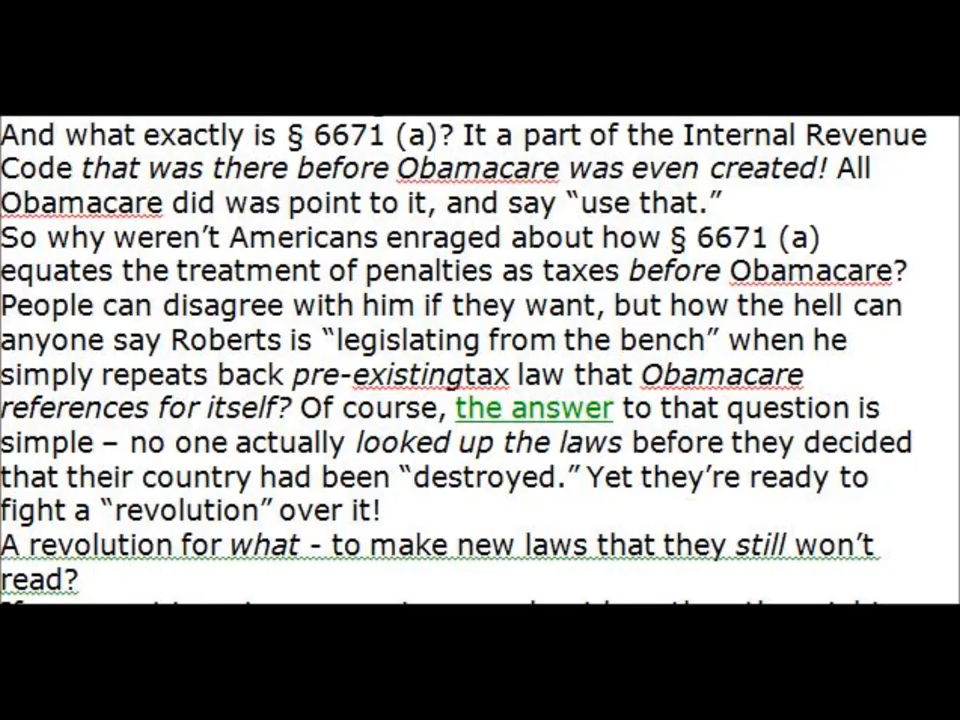 And what exactly is § 6671 (a)? It a part of the Internal Revenue
Code that was there before Obamacare was even created! All
Obamacare did was point to it, and say “use that.”
So why weren’t Americans enraged about how § 6671 (a)
equates the treatment of penalties as taxes before Obamacare?
People can disagree with him if they want, but how the hell can
anyone say Roberts is “legislating from the bench” when he
simply repeats back pre-existingtax law that Obamacare
references for itself? Of course, the answer to that question is
simple – no one actually looked up the laws before they decided
that their country had been “destroyed.” Yet they’re ready to
fight a “revolution” over it!
A revolution for what - to make new laws that they still won’t
read?